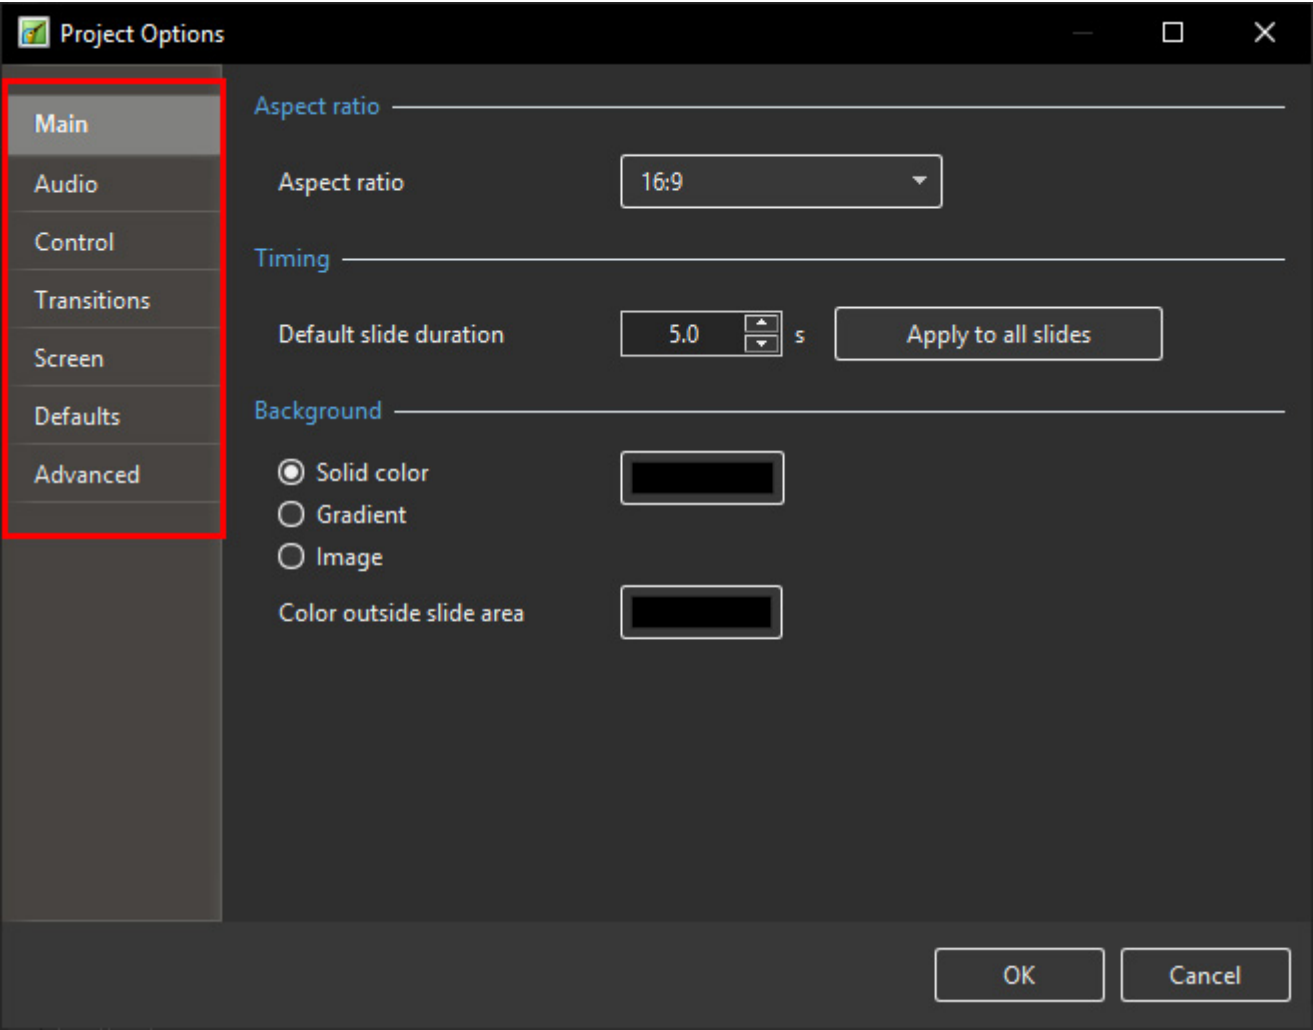 Project Options
Main
Audio
Control
Transitions
Screen
Defaults
Advanced
Aspect ratio
Aspect ratio 16:9
Timing
Default slide duration 5.0 s Apply to all slides
Background
Solid color
Gradient
Image
Color outside slide area
OK Cancel